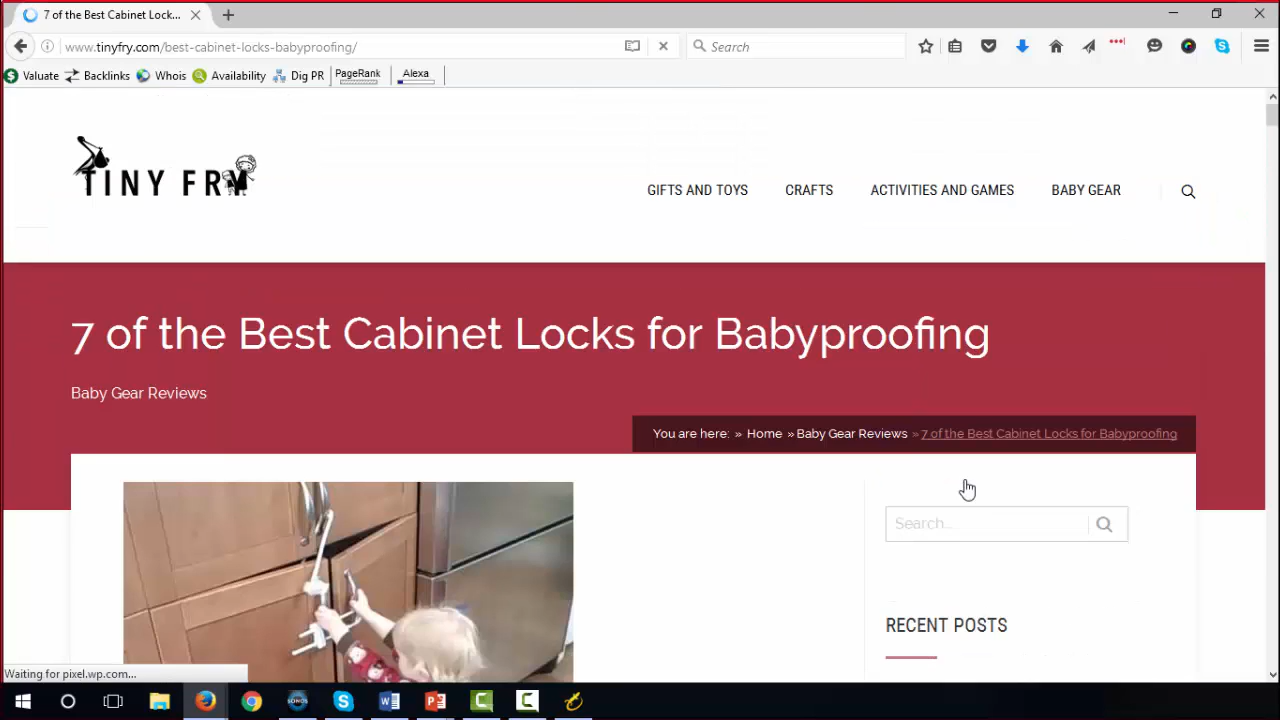 7 of the Best Cabinet Lock...
www.tinyfry.com/best-cabinet-locks-babyproofing/
Search
Valuate Backlinks Whois Availability Dig PR PageRank Alexa
TINY FRY
GIFTS AND TOYS CRAFTS ACTIVITIES AND GAMES BABY GEAR
7 of the Best Cabinet Locks for Babyproofing
Baby Gear Reviews
You are here: » Home » Baby Gear Reviews » 7 of the Best Cabinet Locks for Babyproofing
Search...
RECENT POSTS
Waiting for pixel.wp.com...
SONOS